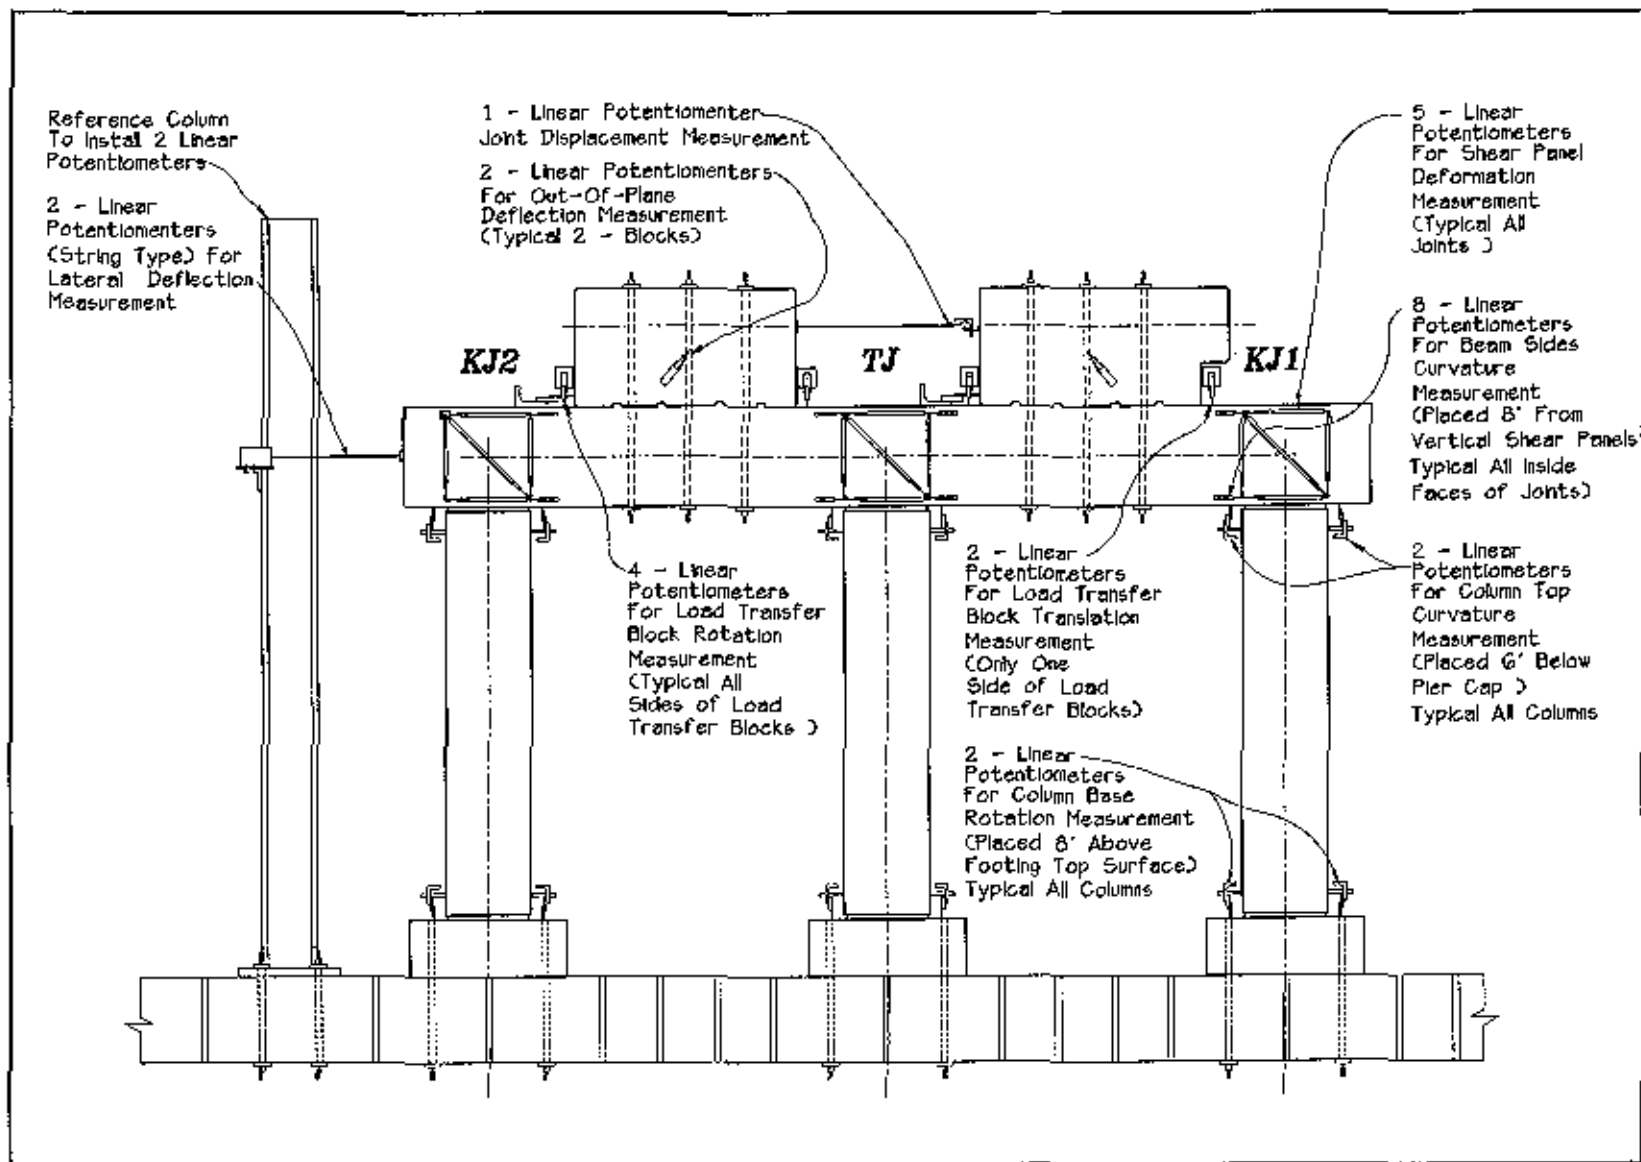 Reference Column
To Install 2 Linear
Potentiometers
2 - Linear
Potentiomenters
(String Type) For
Lateral Deflection
Measurement
1 - Linear Potentiomenter
Joint Displacement Measurement
2 - Linear Potentiomenters
For Out-Of-Plane
Deflection Measurement
(Typical 2 - Blocks)
5 - Linear
Potentiometers
For Shear Panel
Deformation
Measurement
(Typical All
Joints )
8 - Linear
Potentiometers
For Beam Sides
Curvature
Measurement
(Placed 8' From
Vertical Shear Panels
Typical All Inside
Faces of Joints)
KJ2
TJ
KJ1
4 - Linear
Potentiometers
For Load Transfer
Block Rotation
Measurement
(Typical All
Sides of Load
Transfer Blocks )
2 - Linear
Potentiometers
For Load Transfer
Block Translation
Measurement
(Only One
Side of Load
Transfer Blocks)
2 - Linear
Potentiometers
For Column Top
Curvature
Measurement
(Placed 6' Below
Pier Cap )
Typical All Columns
2 - Linear
Potentiometers
For Column Base
Rotation Measurement
(Placed 8' Above
Footing Top Surface)
Typical All Columns